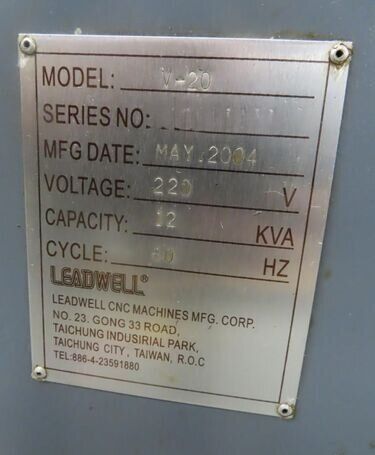 MODEL: V-20
SERIES NO:
MFG DATE: MAY.2004
VOLTAGE: 220 V
CAPACITY: 12 KVA
CYCLE: 60 HZ
LEADWELL®
LEADWELL CNC MACHINES MFG. CORP.
NO. 23. GONG 33 ROAD,
TAICHUNG INDUSIRIAL PARK,
TAICHUNG CITY, TAIWAN, R.O.C
TEL:886-4-23591880